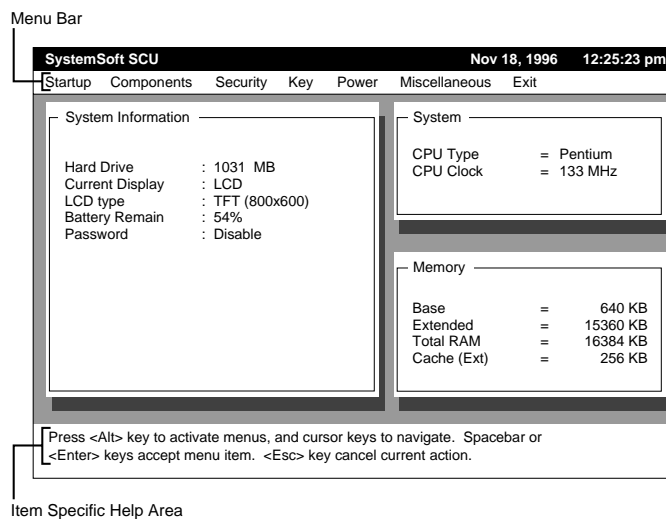 Menu Bar
SystemSoft SCU Nov 18, 1996 12:25:23 pm
Startup Components Security Key Power Miscellaneous Exit
System Information
Hard Drive : 1031 MB
Current Display : LCD
LCD type : TFT (800x600)
Battery Remain : 54%
Password : Disable
System
CPU Type = Pentium
CPU Clock = 133 MHz
Memory
Base = 640 KB
Extended = 15360 KB
Total RAM = 16384 KB
Cache (Ext) = 256 KB
Press <Alt> key to activate menus, and cursor keys to navigate. Spacebar or
<Enter> keys accept menu item. <Esc> key cancel current action.
Item Specific Help Area